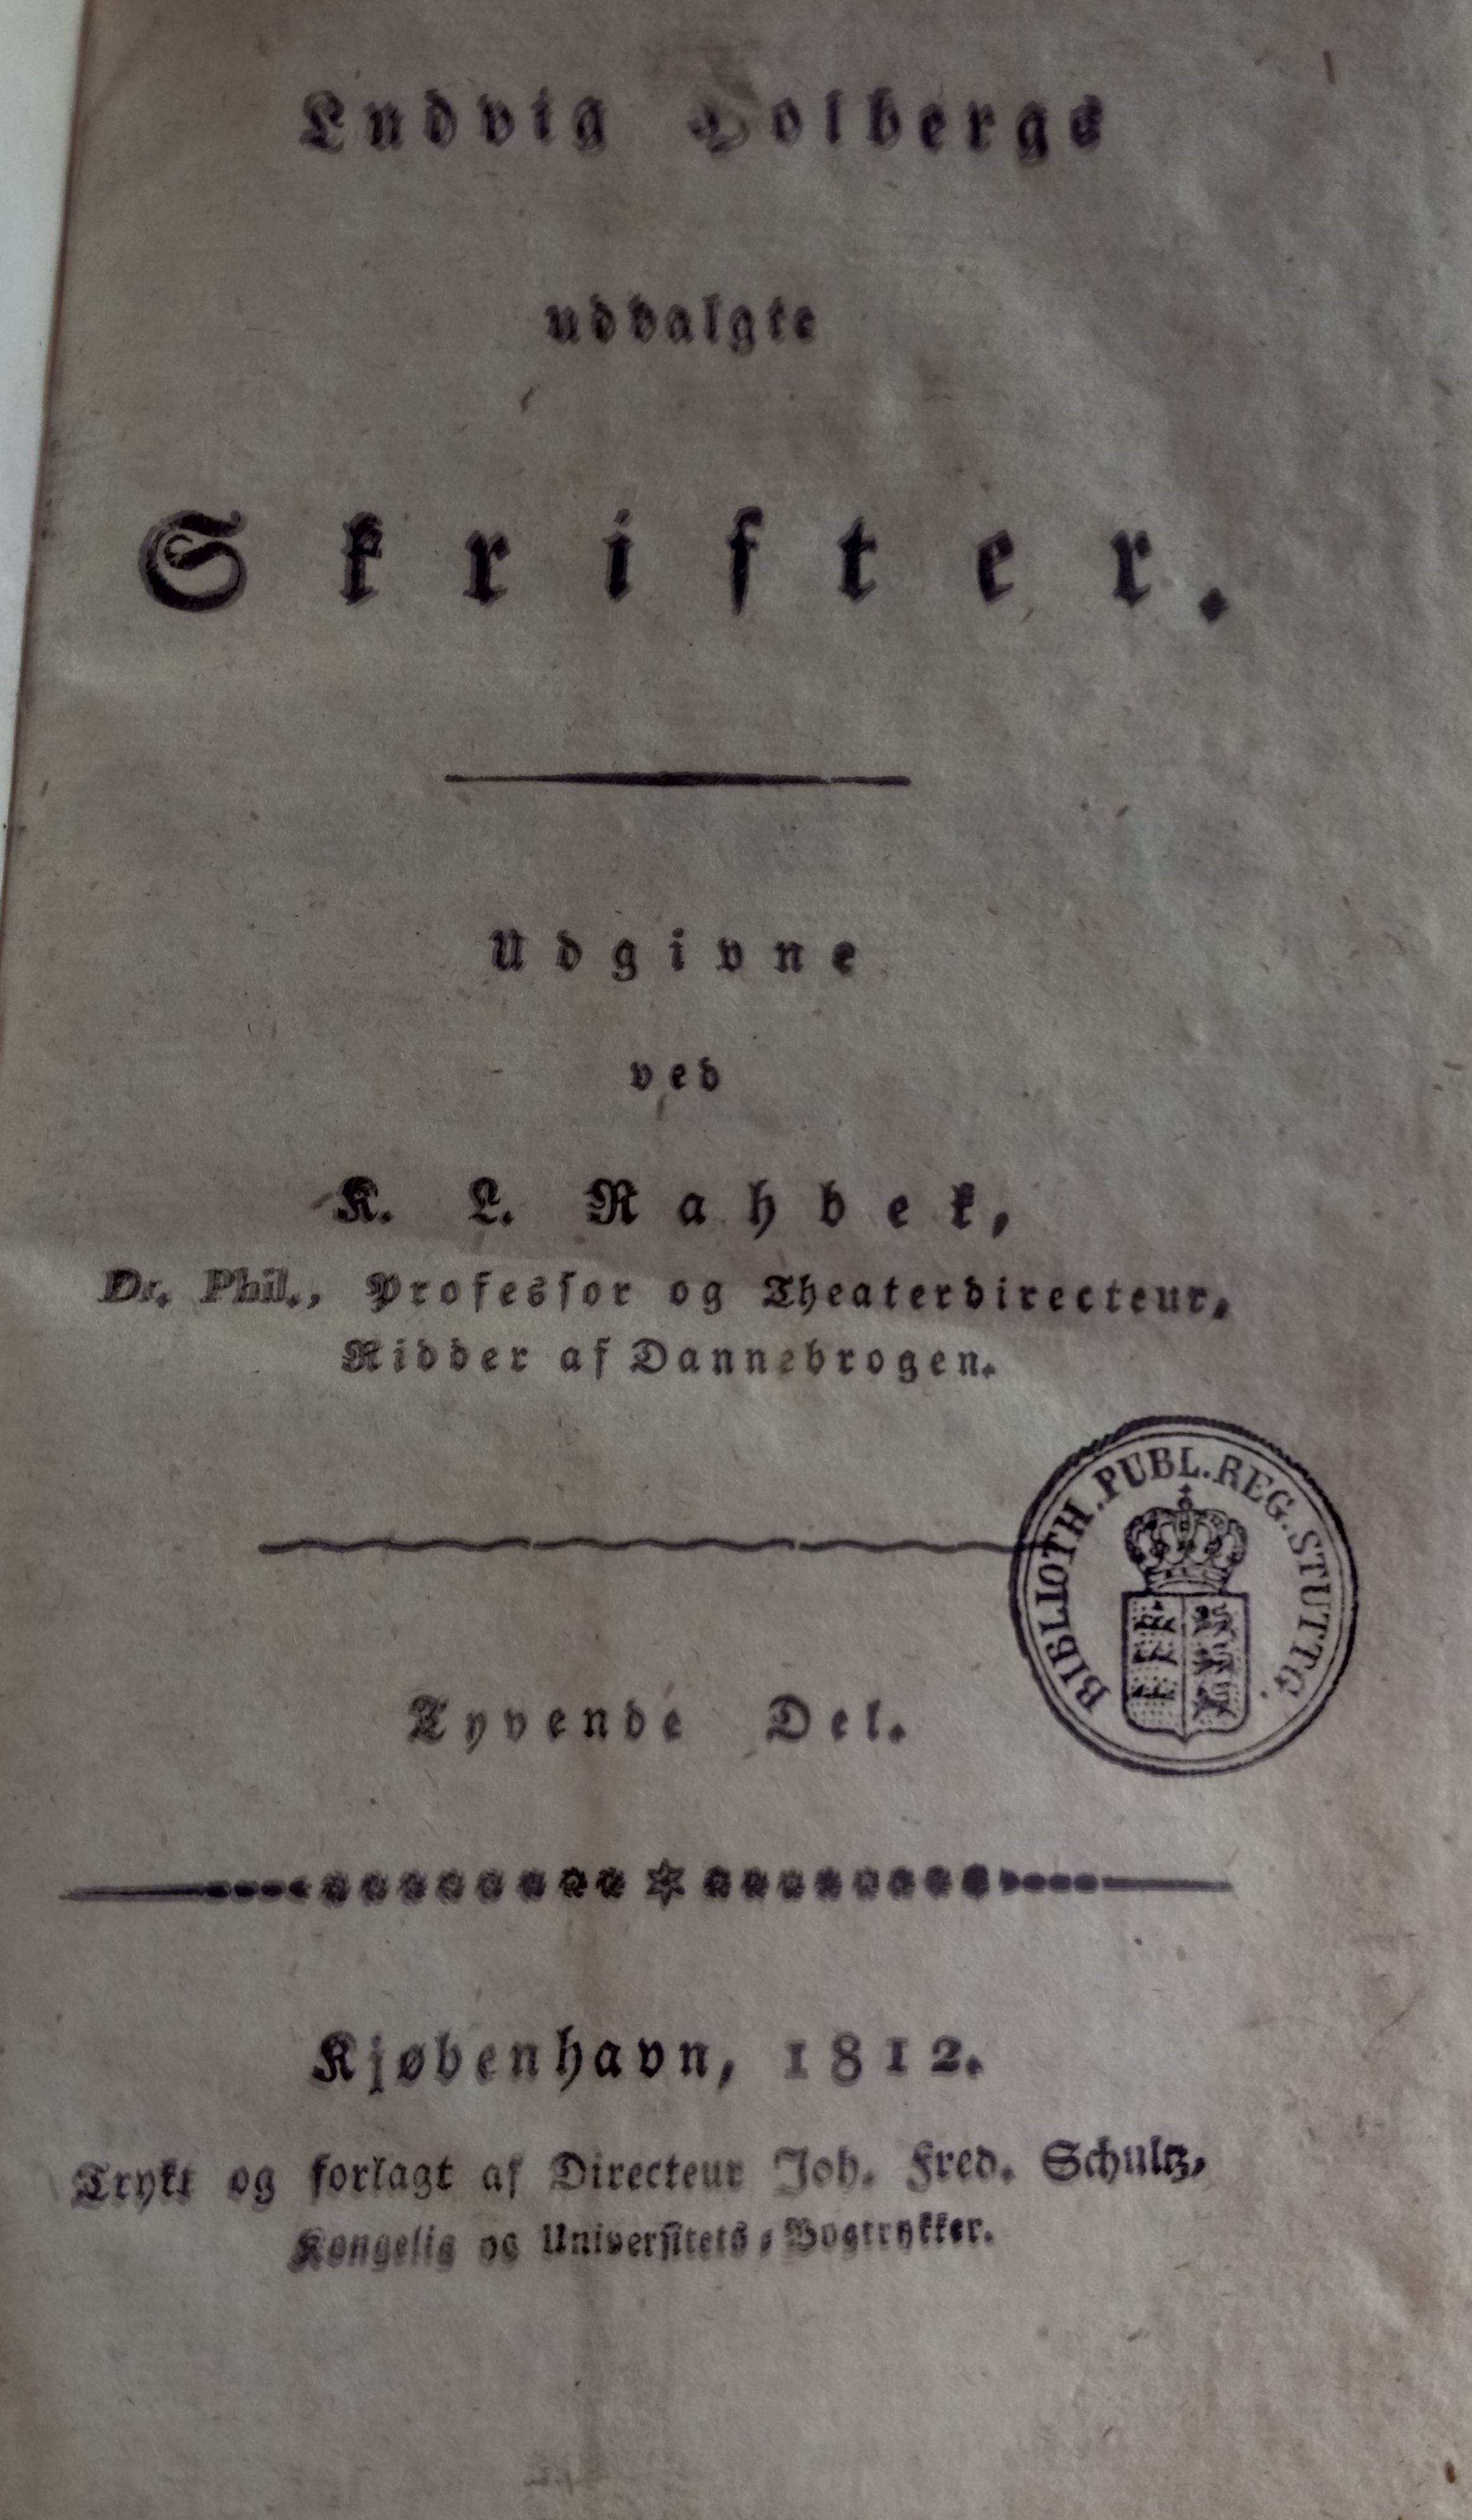 Ludvig Holbergs
udvalgte
Skrifter.
Udgivne
ved
K. L. Rahbek,
Dr. Phil., Professor og Theaterdirecteur,
Ridder af Dannebrogen.
BIBLIOTH. PUBL. REG. STUTTG.
Tyvende Del.
Kjøbenhavn, 1812.
Trykt og forlagt af Directeur Joh. Fred. Schultz,
Kongelig og Universitets-Bogtrykker.